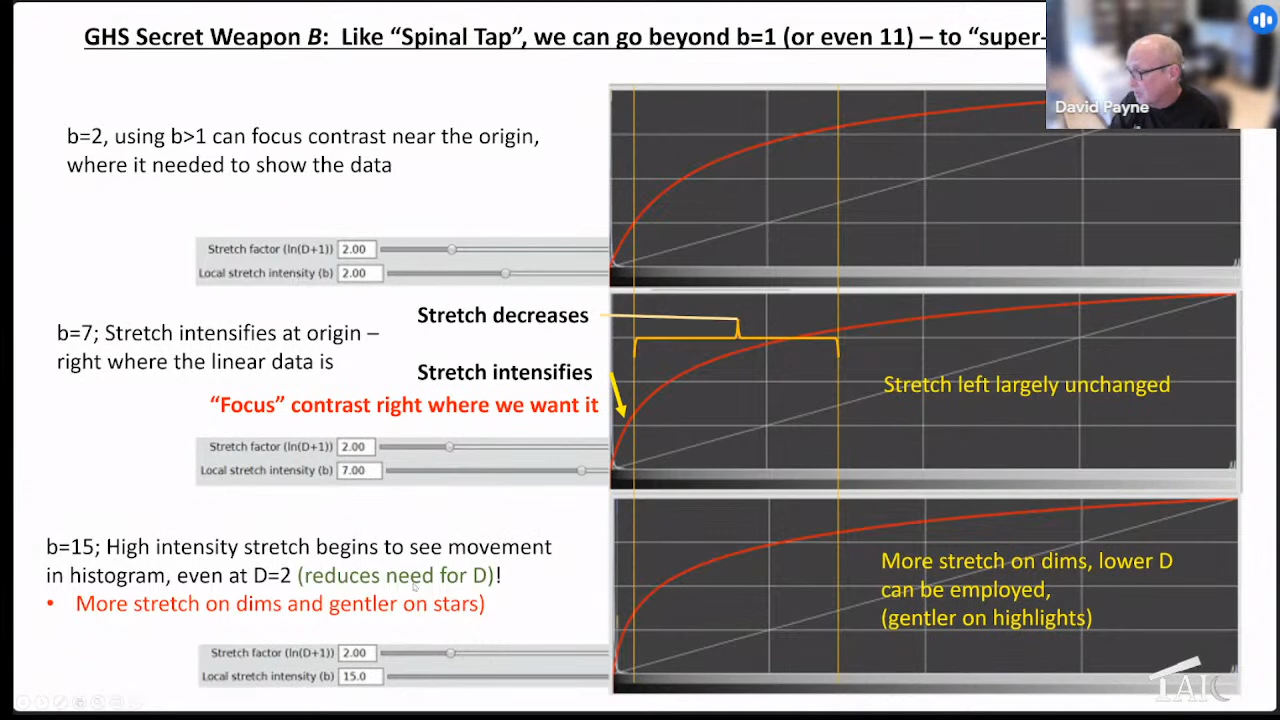 GHS Secret Weapon B:  Like “Spinal Tap”, we can go beyond b=1 (or even 11) – to “super-
David Payne
b=2, using b>1 can focus contrast near the origin,
where it needed to show the data
Stretch factor (ln(D+1)) 2.00
Local stretch intensity (b) 2.00
Stretch decreases
b=7; Stretch intensifies at origin –
right where the linear data is
Stretch intensifies
“Focus” contrast right where we want it
Stretch left largely unchanged
Stretch factor (ln(D+1)) 2.00
Local stretch intensity (b) 7.00
b=15; High intensity stretch begins to see movement
in histogram, even at D=2 (reduces need for D)!
• More stretch on dims and gentler on stars)
More stretch on dims, lower D
can be employed,
(gentler on highlights)
Stretch factor (ln(D+1)) 2.00
Local stretch intensity (b) 15.0
TAIC